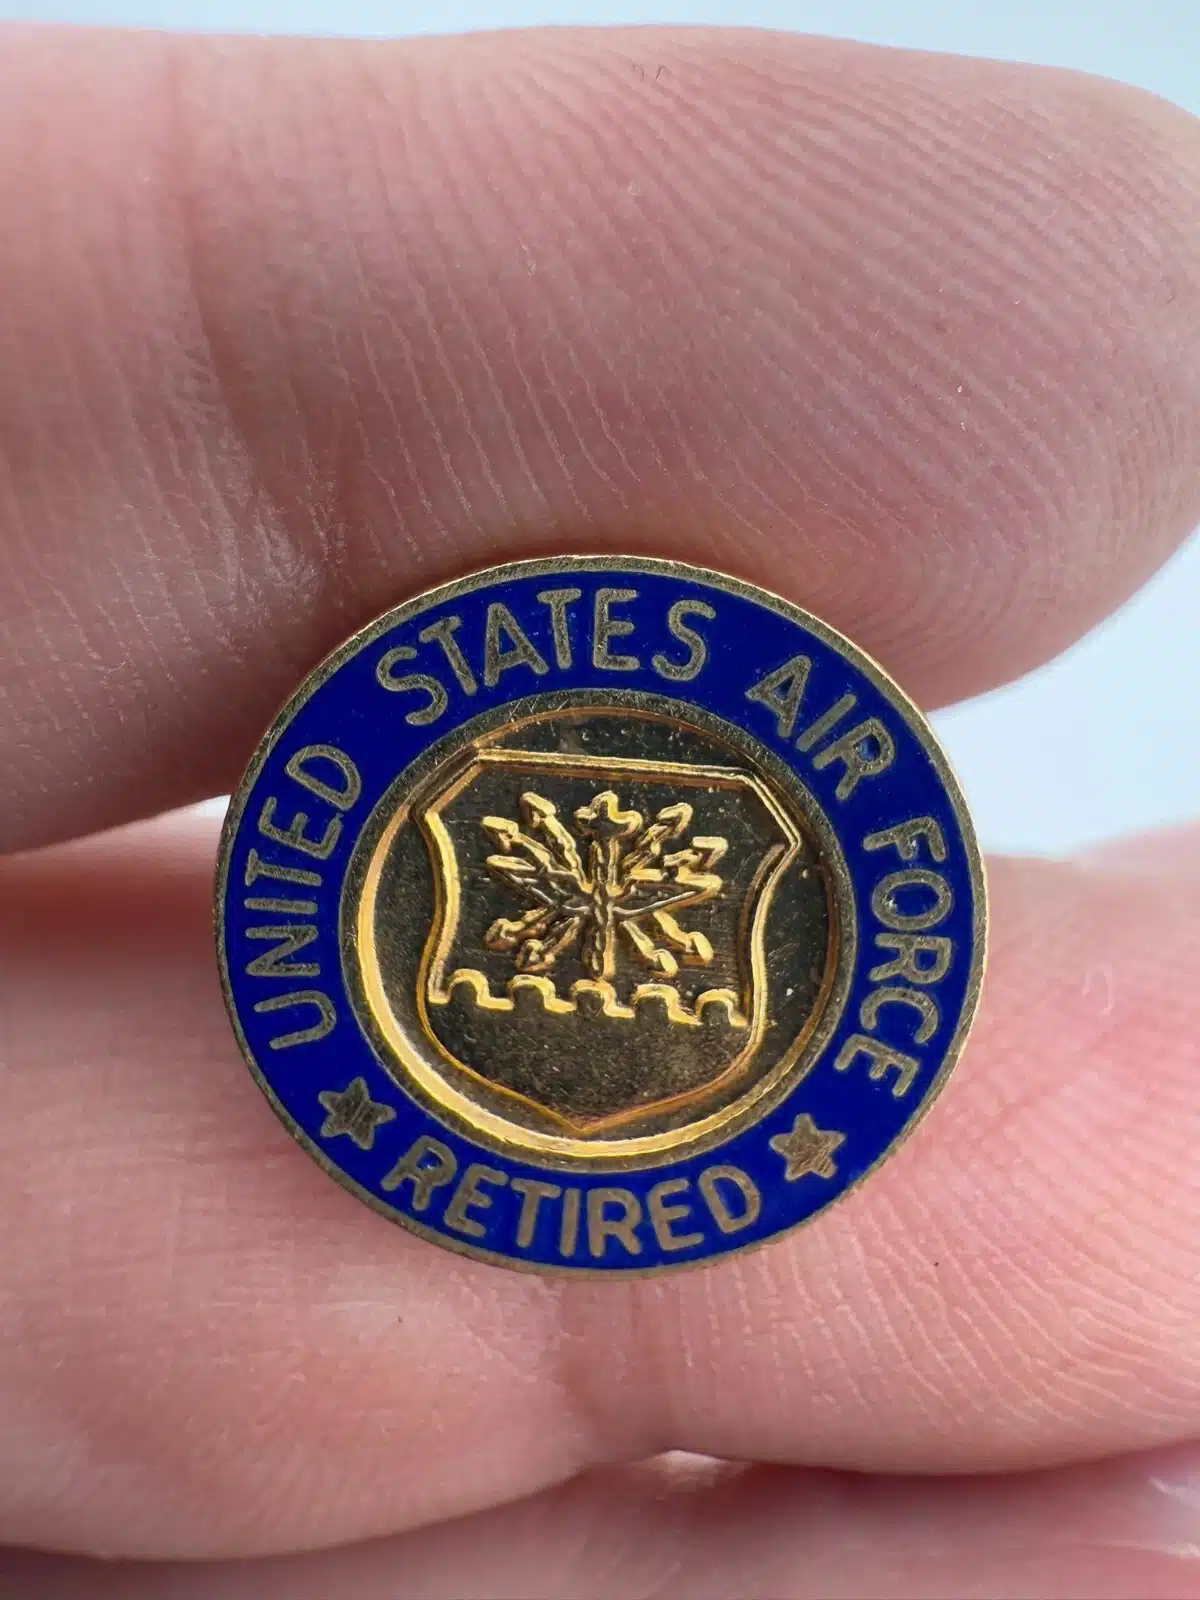 UNITED STATES AIR FORCE
RETIRED